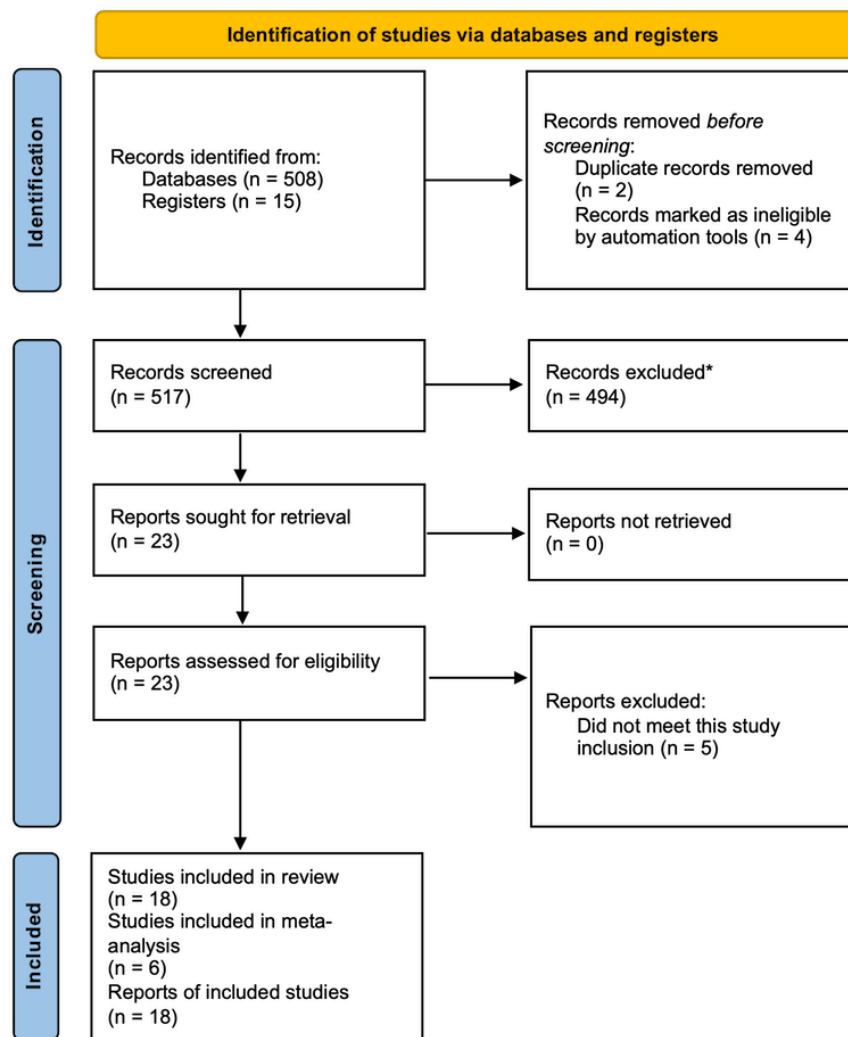 Identification of studies via databases and registers
Identification
Records identified from:
Databases (n = 508)
Registers (n = 15)
Records removed before
screening:
Duplicate records removed
(n = 2)
Records marked as ineligible
by automation tools (n = 4)
Screening
Records screened
(n = 517)
Records excluded*
(n = 494)
Reports sought for retrieval
(n = 23)
Reports not retrieved
(n = 0)
Reports assessed for eligibility
(n = 23)
Reports excluded:
Did not meet this study
inclusion (n = 5)
Included
Studies included in review
(n = 18)
Studies included in meta-
analysis
(n = 6)
Reports of included studies
(n = 18)